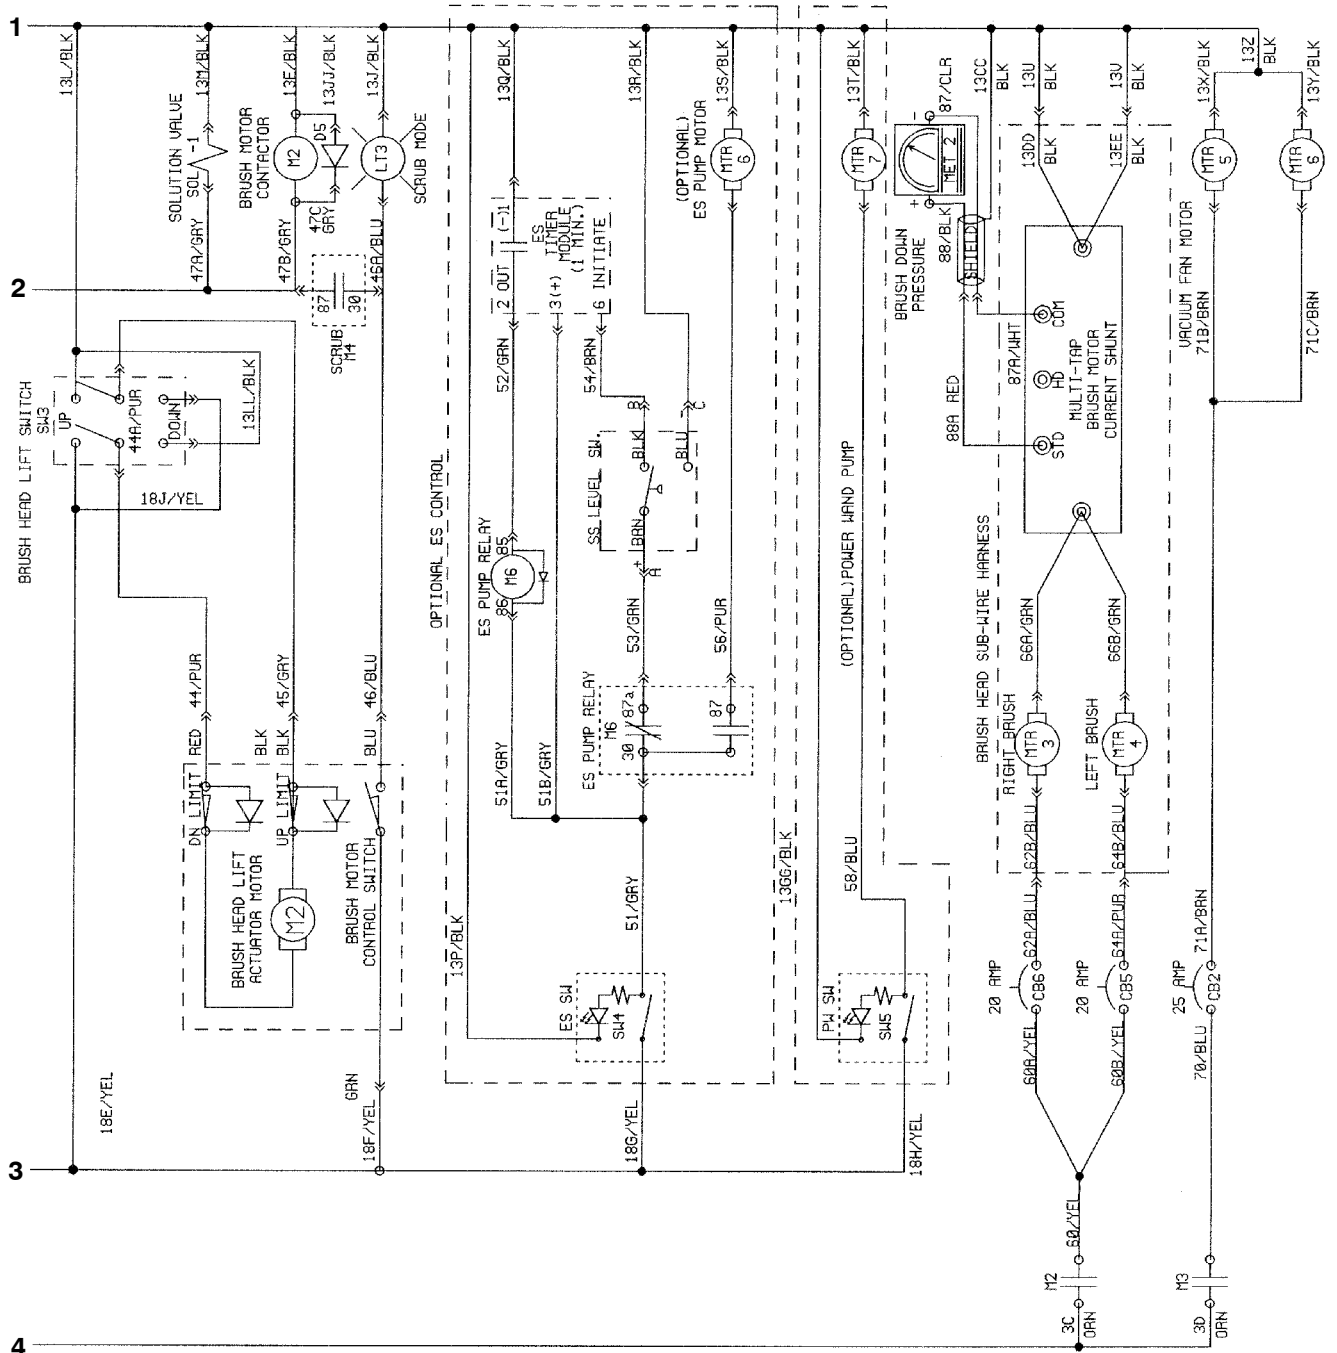 1
2
3
4
13L/BLK
13M/BLK
13E/BLK
13JJ/BLK
13J/BLK
13Q/BLK
13R/BLK
13S/BLK
13T/BLK
87/CLR
13CC
BLK
13U
BLK
13V
BLK
13X/BLK
13Z
BLK
13Y/BLK
SOLUTION VALVE
SOL -1
BRUSH MOTOR
CONTACTOR
M2
D5
LT3
SCRUB MODE
47A/GRY
47B/GRY
47C
GRY
46A/BLU
87
30
SCRUB
M4
BRUSH HEAD LIFT SWITCH
SW3
UP
44A/PUR
DOWN
13LL/BLK
18J/YEL
44/PUR
45/GRY
46/BLU
RED
BLK
BLK
BLU
DN LIMIT
UP LIMIT
BRUSH HEAD LIFT
ACTUATOR MOTOR
M2
BRUSH MOTOR
CONTROL SWITCH
18E/YEL
GRN
18F/YEL
OPTIONAL ES CONTROL
(-)1
ES
TIMER
MODULE
(1 MIN.)
2 OUT
3(+)
6 INITIATE
52/GRN
54/BRN
B
C
-
BLK
BLU
SS LEVEL SW.
BRN
+
A
ES PUMP RELAY
85
M6
86
53/GRN
56/PUR
ES PUMP RELAY
M6
87a
30
87
51A/GRY
51B/GRY
51/GRY
13P/BLK
ES SW
SW4
18G/YEL
(OPTIONAL)
ES PUMP MOTOR
MTR
6
MTR
7
(OPTIONAL)POWER WAND PUMP
13GG/BLK
58/BLU
PW SW
SW5
18H/YEL
-
MET 2
+
88/BLK
SHIELD
BRUSH DOWN
PRESSURE
88A RED
87A/WHT
13DD
BLK
13EE
BLK
COM
HD
STD
MULTI-TAP
BRUSH MOTOR
CURRENT SHUNT
BRUSH HEAD SUB-WIRE HARNESS
66A/GRN
66B/GRN
RIGHT BRUSH
MTR
3
LEFT BRUSH
MTR
4
62B/BLU
64B/BLU
62A/BLU
64A/PUR
20 AMP
CB6
20 AMP
CB5
25 AMP
CB2
60A/YEL
60B/YEL
70/BLU
60/YEL
M2
M3
3C
ORN
3D
ORN
MTR
5
MTR
6
VACUUM FAN MOTOR
71B/BRN
71C/BRN
71A/BRN